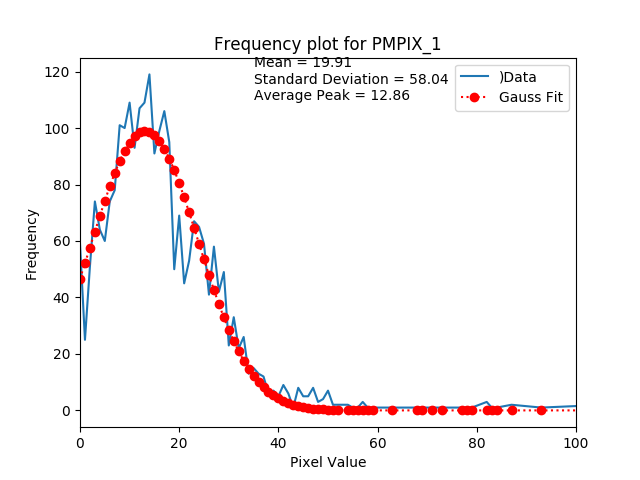 Frequency plot for PMPIX_1
Mean = 19.91
Standard Deviation = 58.04
Average Peak = 12.86
)Data
Gauss Fit
Frequency
120
100
80
60
40
20
0
0 20 40 60 80 100
Pixel Value